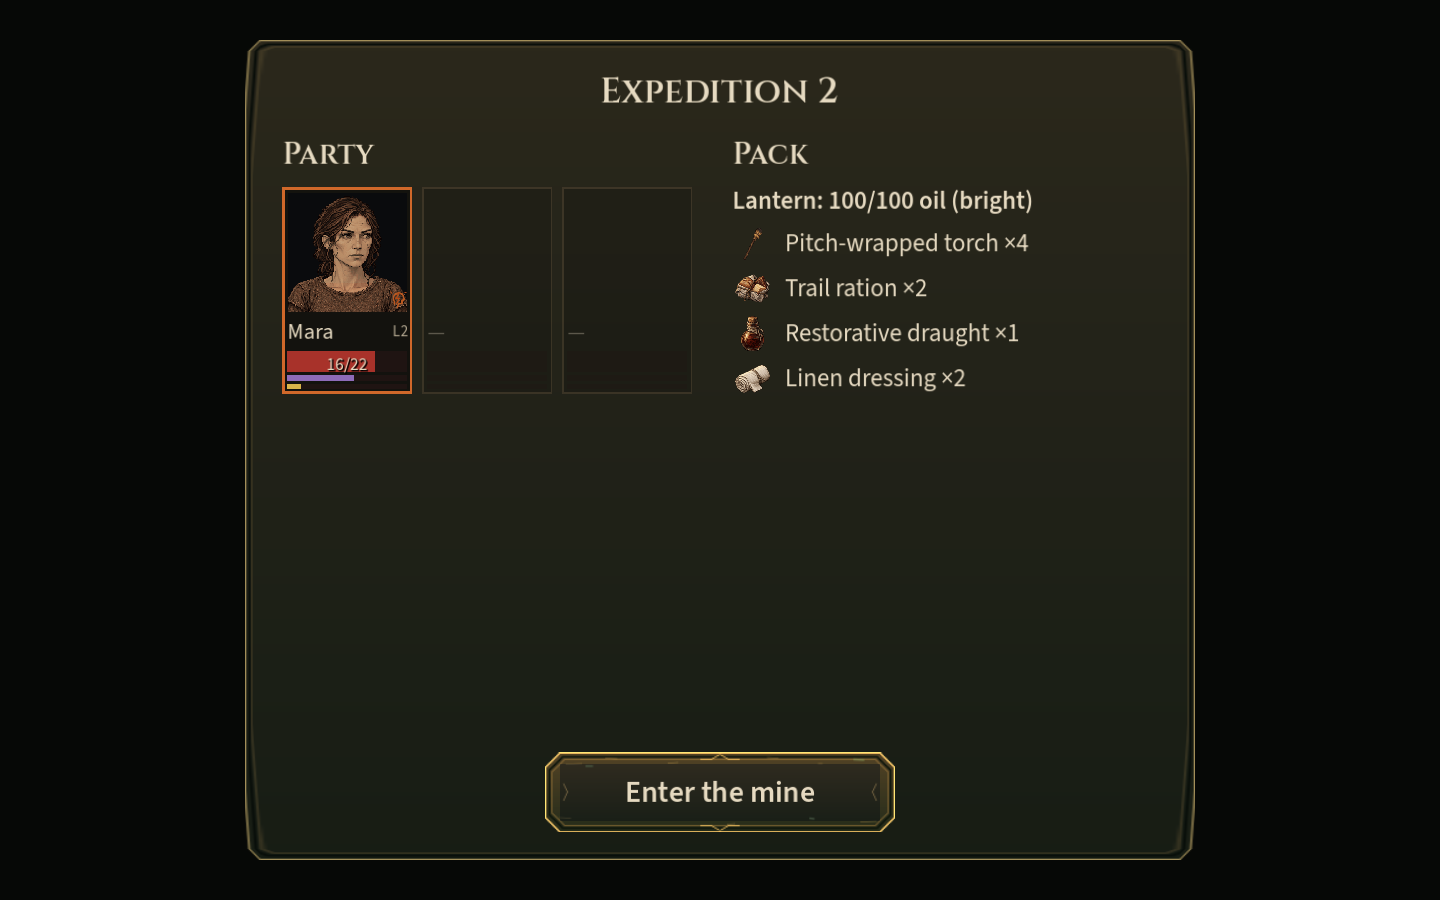 Expedition 2
Party
Mara L2
16/22
—
—
Pack
Lantern: 100/100 oil (bright)
Pitch-wrapped torch ×4
Trail ration ×2
Restorative draught ×1
Linen dressing ×2
Enter the mine